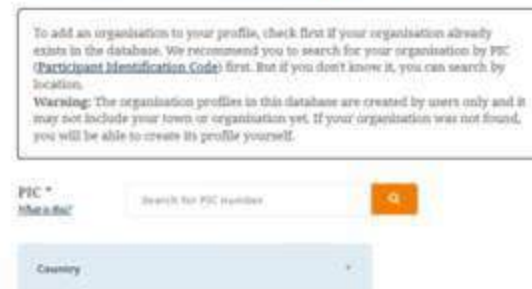 To add an organisation to your profile, check first if your organisation already
exists in the database. We recommend you to search for your organisation by PIC
(Participant Identification Code) first. But if you don't know it, you can search by
location.
Warning: The organisation profiles in this database are created by users only and it
may not include your town or organisation yet. If your organisation was not found,
you will be able to create its profile yourself.
PIC *
What is this?
Search for PIC number
Country